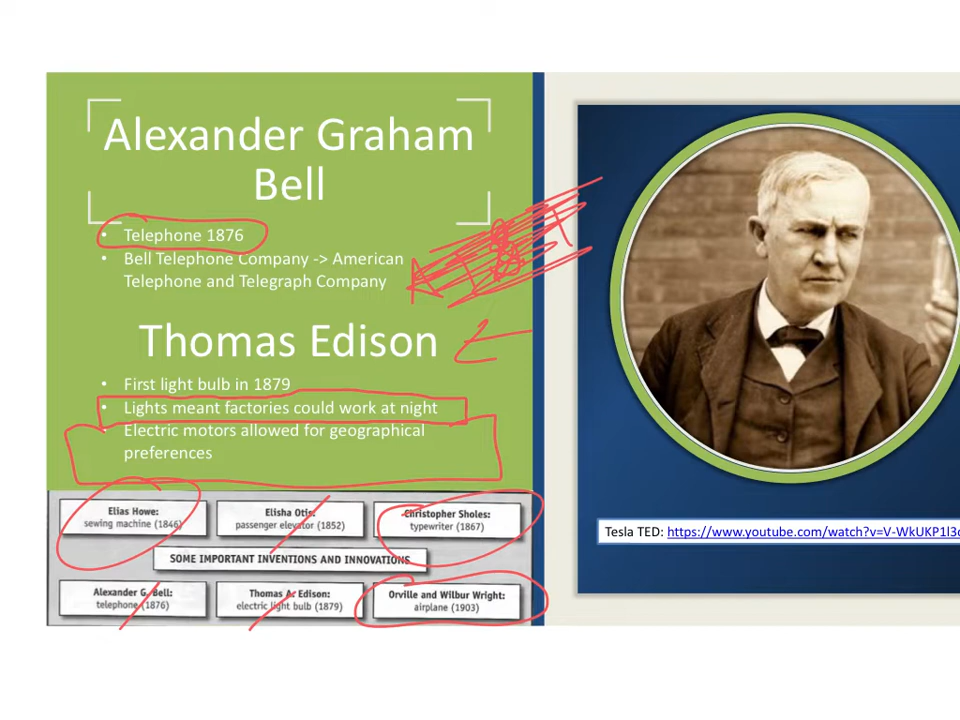 Alexander Graham
Bell
• Telephone 1876
• Bell Telephone Company -> American
Telephone and Telegraph Company
Thomas Edison
• First light bulb in 1879
• Lights meant factories could work at night
• Electric motors allowed for geographical
preferences
Elias Howe:
sewing machine (1846)
Elisha Otis:
passenger elevator (1852)
Christopher Sholes:
typewriter (1867)
SOME IMPORTANT INVENTIONS AND INNOVATIONS
Alexander G. Bell:
telephone (1876)
Thomas A. Edison:
electric light bulb (1879)
Orville and Wilbur Wright:
airplane (1903)
Tesla TED: https://www.youtube.com/watch?v=V-WkUKP1l3